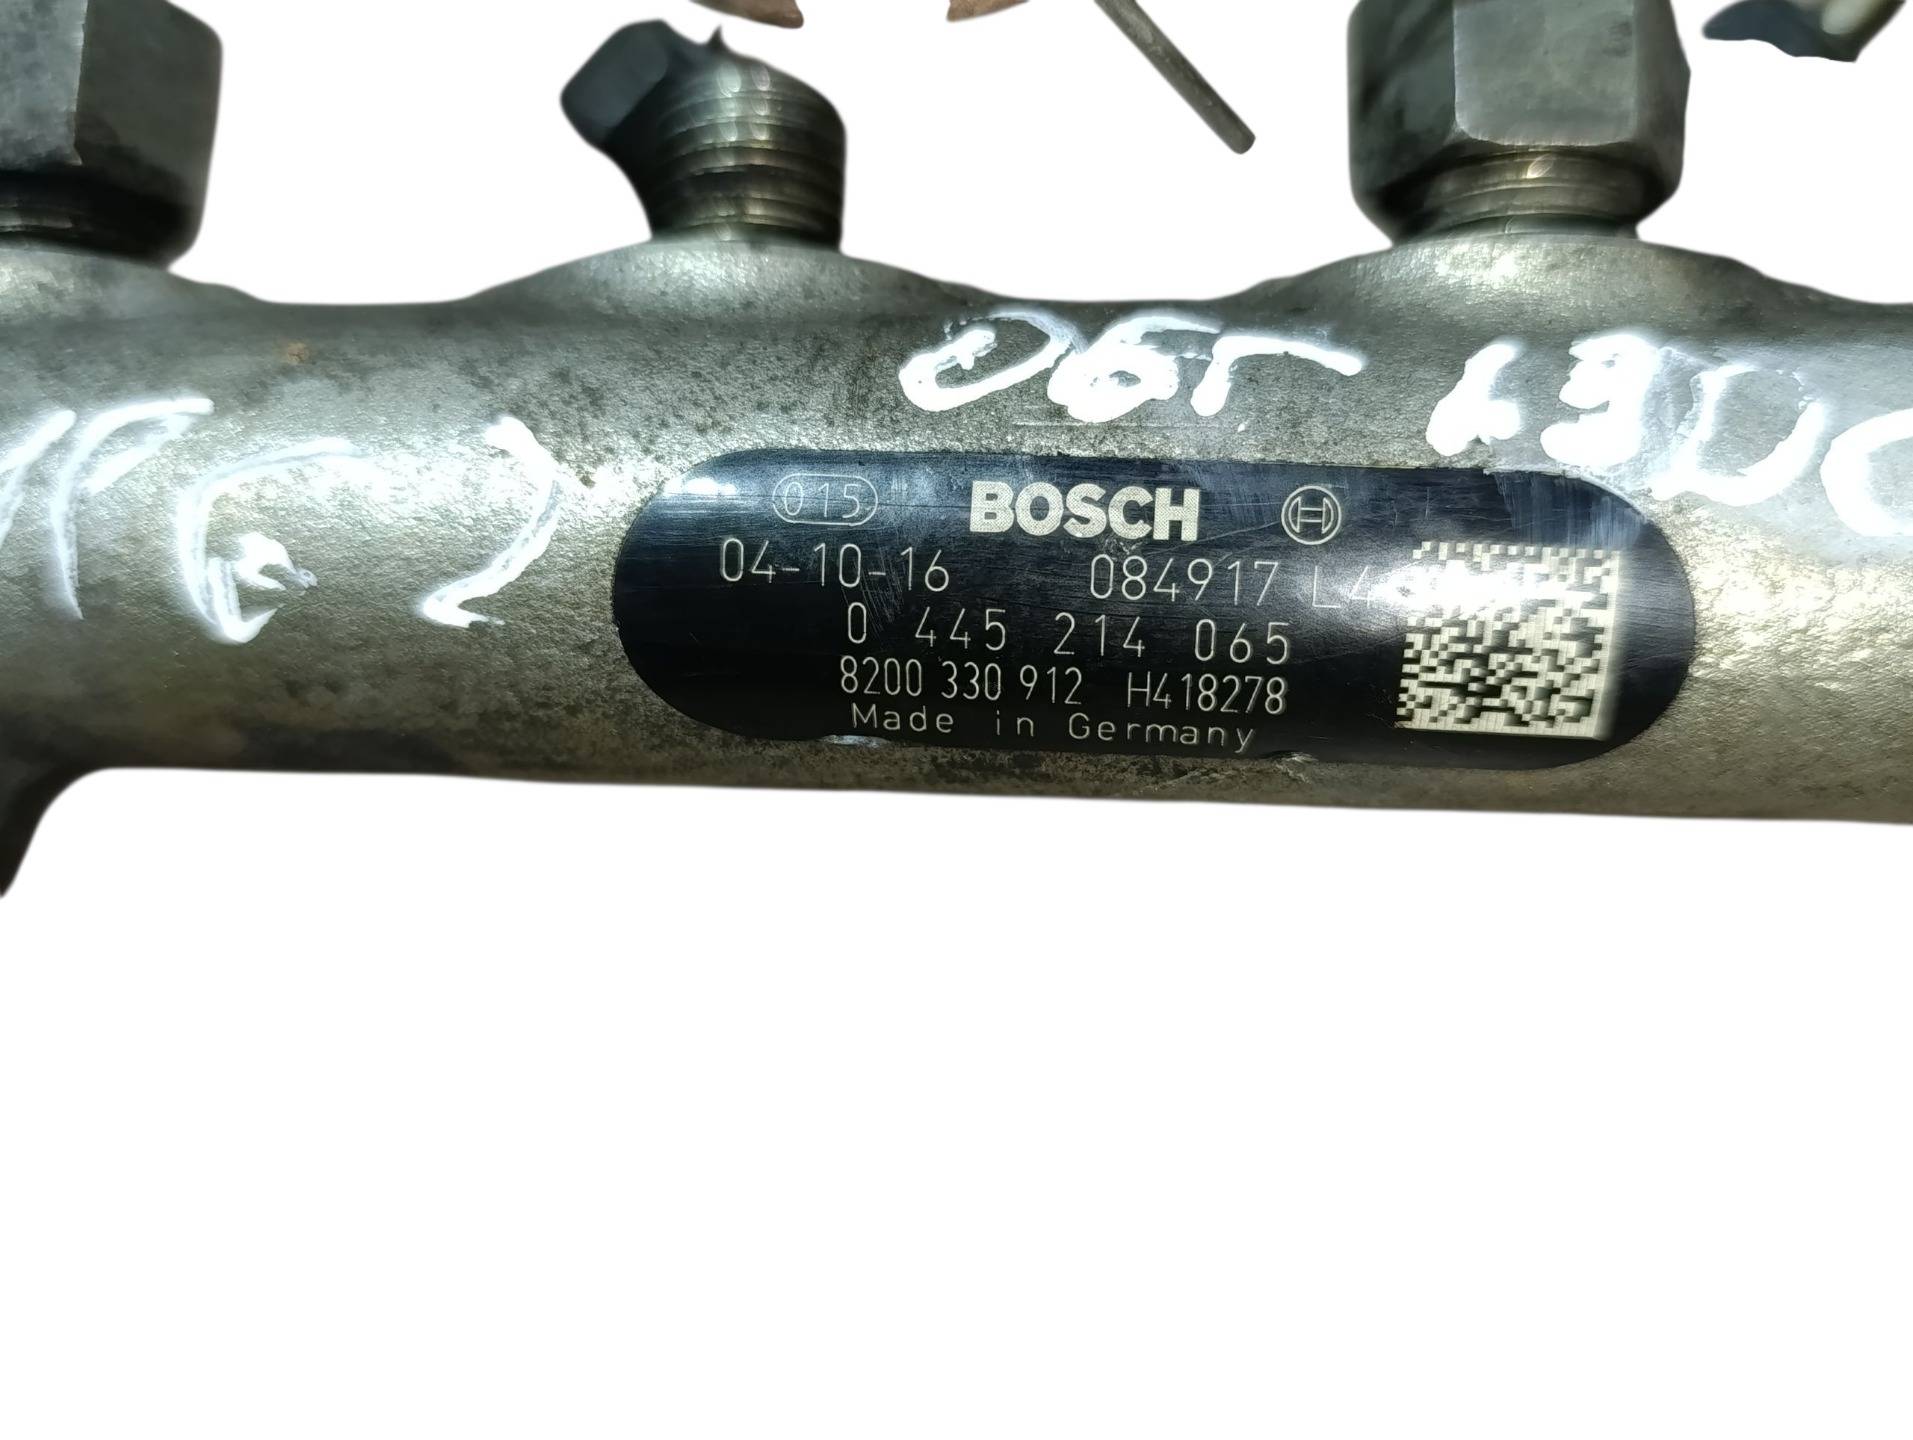 015 BOSCH
04-10-16 084917
0 445 214 065
8200 330 912 H418278
Made in Germany